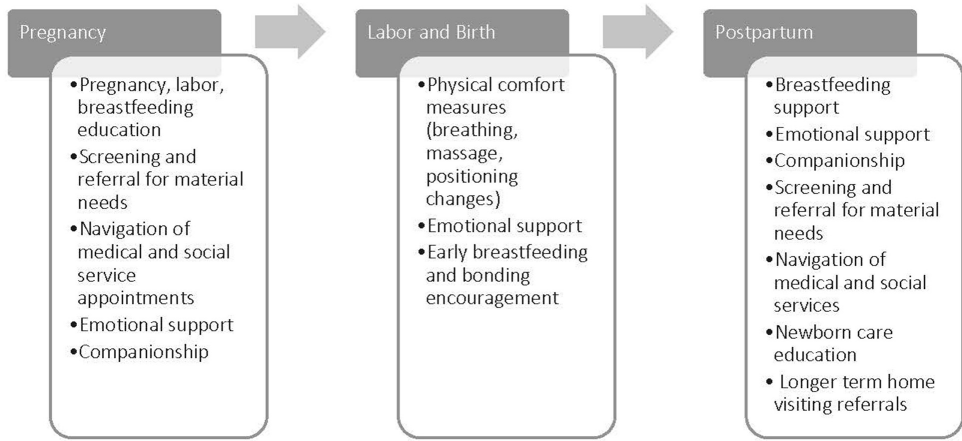 Pregnancy
•Pregnancy, labor,
breastfeeding
education
•Screening and
referral for material
needs
•Navigation of
medical and social
service
appointments
•Emotional support
•Companionship
Labor and Birth
•Physical comfort
measures
(breathing,
massage,
positioning
changes)
•Emotional support
•Early breastfeeding
and bonding
encouragement
Postpartum
•Breastfeeding
support
•Emotional support
•Companionship
•Screening and
referral for material
needs
•Navigation of
medical and social
services
•Newborn care
education
• Longer term home
visiting referrals